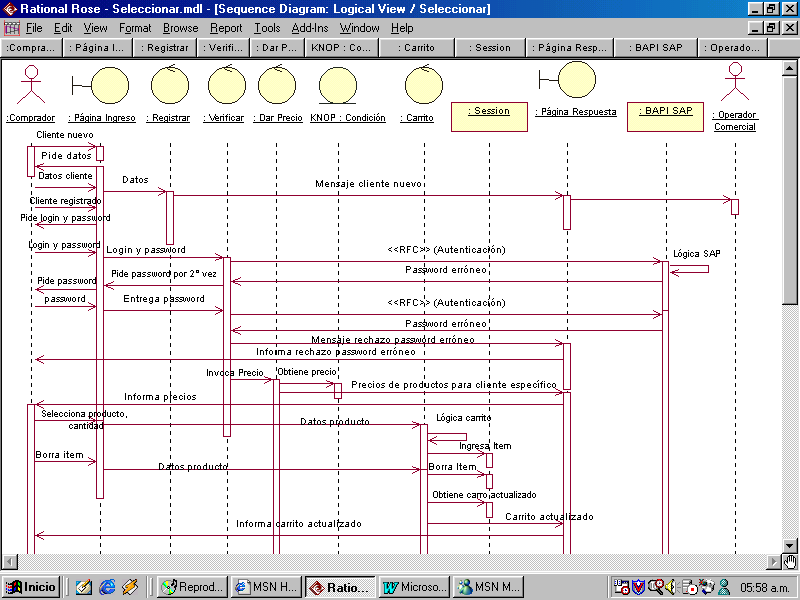 Rational Rose - Seleccionar.mdl - [Sequence Diagram: Logical View / Seleccionar]
File Edit View Format Browse Report Tools Add-Ins Window Help
:Compra... : Página I... : Registrar : Verifi... : Dar P... KNOP : Co... : Carrito : Session : Página Resp... : BAPI SAP : Operado...
:Comprador : Página Ingreso : Registrar : Verificar : Dar Precio KNOP : Condición : Carrito : Session : Página Respuesta : BAPI SAP : Operador
Comercial
Cliente nuevo
Pide datos
Datos cliente
Datos
Mensaje cliente nuevo
Cliente registrado
Pide login y password
Login y password
Login y password
<<RFC>> (Autenticación)
Lógica SAP
Password erróneo
Pide password por 2ª vez
Pide password
password
Entrega password
<<RFC>> (Autenticación)
Password erróneo
Mensaje rechazo password erróneo
Informa rechazo password erróneo
Invoca Precio
Obtiene precio
Precios de productos para cliente específico
Informa precios
Selecciona producto,
cantidad
Datos producto
Lógica carrito
Ingresa Item
Borra item
Datos producto
Borra Item
Obtiene carro actualizado
Carrito actualizado
Informa carrito actualizado
Inicio Reprod... MSN H... Ratio... Microso... MSN M... 05:58 a.m.